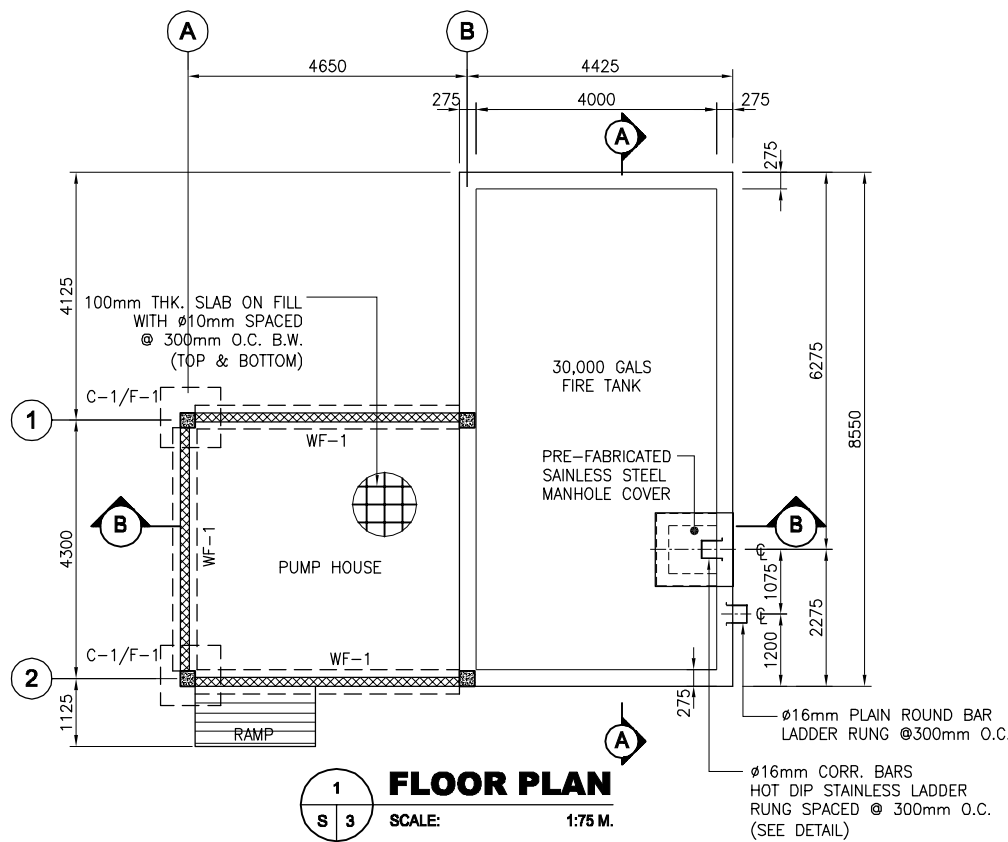 A
B
4650
4425
275
4000
275
A
275
4125
100mm THK. SLAB ON FILL
WITH ø10mm SPACED
@ 300mm O.C. B.W.
(TOP & BOTTOM)
30,000 GALS
FIRE TANK
6275
8550
C-1/F-1
1
WF-1
PRE-FABRICATED
SAINLESS STEEL
MANHOLE COVER
B
B
4300
WF-1
PUMP HOUSE
℄
1075
2275
℄
1200
C-1/F-1
WF-1
2
275
1125
RAMP
A
ø16mm PLAIN ROUND BAR
LADDER RUNG @300mm O.C.
ø16mm CORR. BARS
HOT DIP STAINLESS LADDER
RUNG SPACED @ 300mm O.C.
(SEE DETAIL)
1
S 3
FLOOR PLAN
SCALE: 1:75 M.